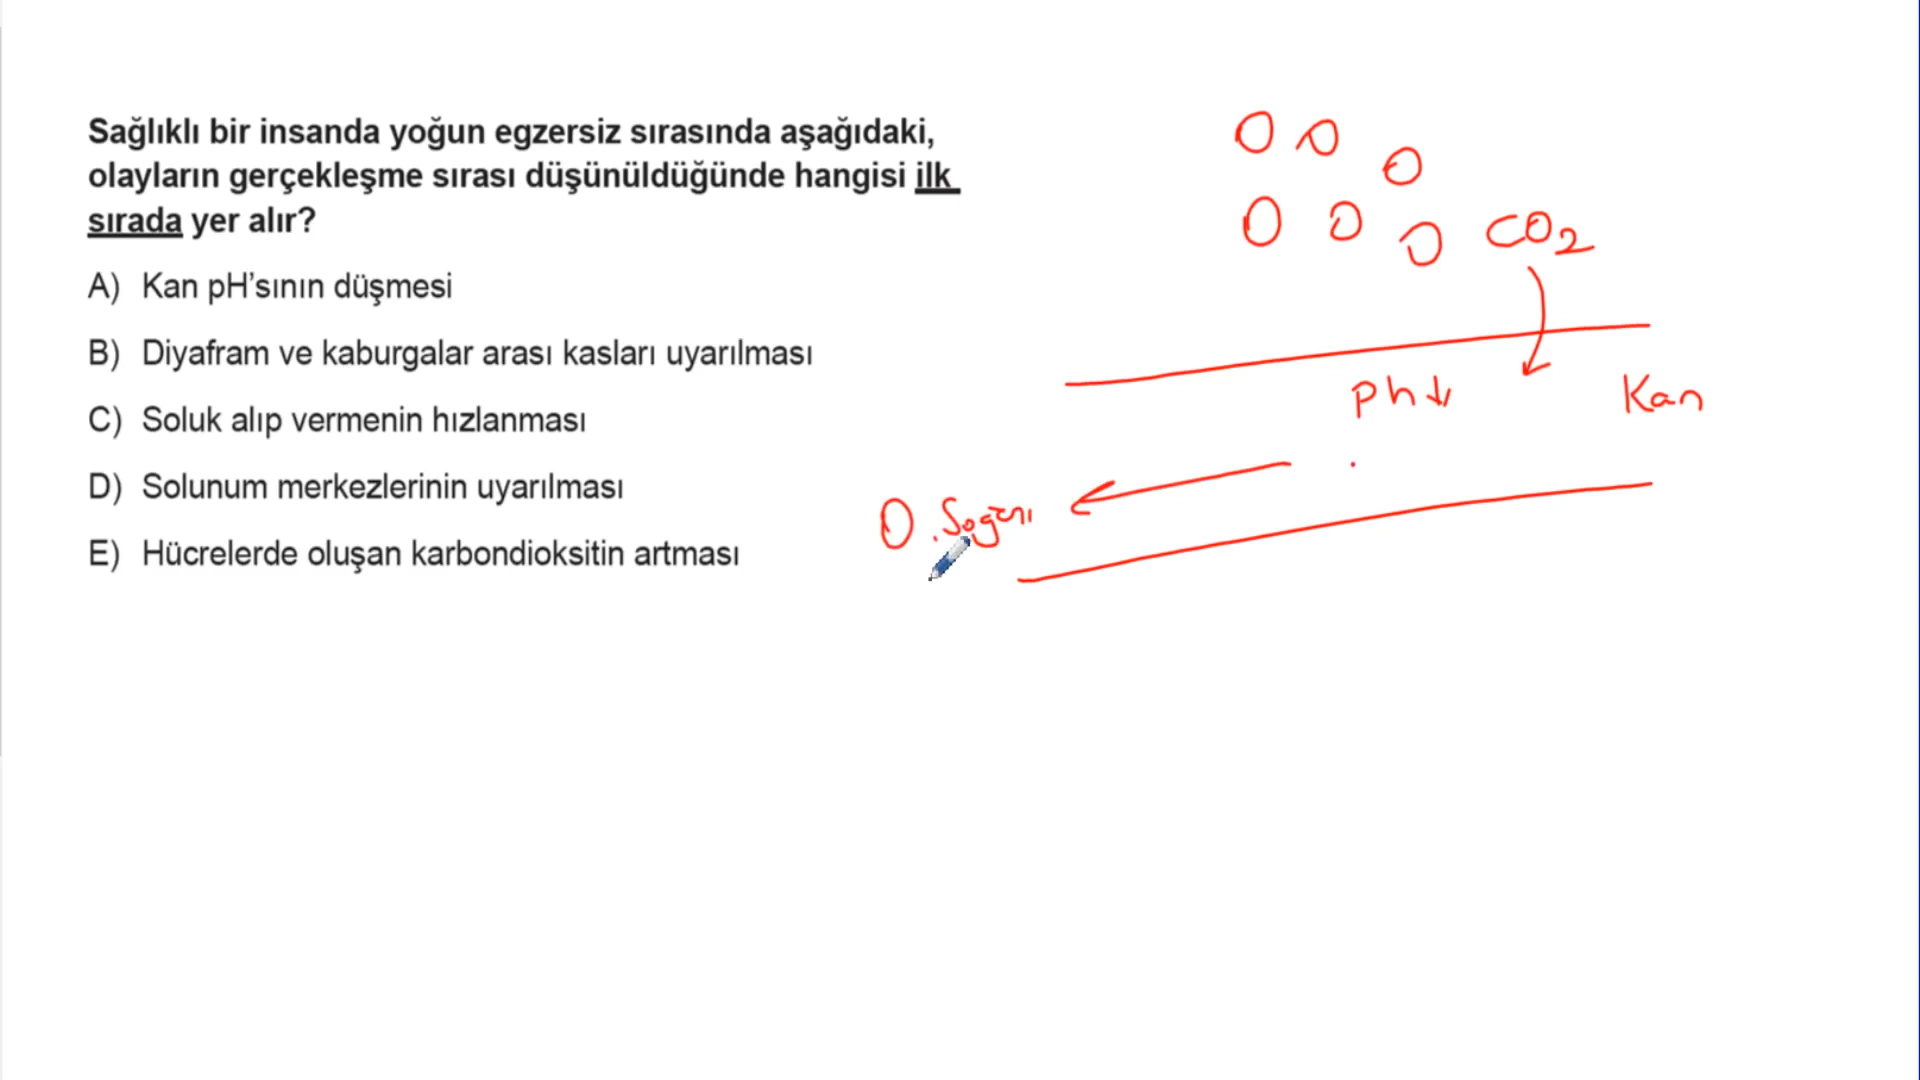 Sağlıklı bir insanda yoğun egzersiz sırasında aşağıdaki,
olayların gerçekleşme sırası düşünüldüğünde hangisi ilk
sırada yer alır?
A) Kan pH’sının düşmesi
B) Diyafram ve kaburgalar arası kasları uyarılması
C) Soluk alıp vermenin hızlanması
D) Solunum merkezlerinin uyarılması
E) Hücrelerde oluşan karbondioksitin artması
CO2
Ph↓
Kan
O. Soğanı